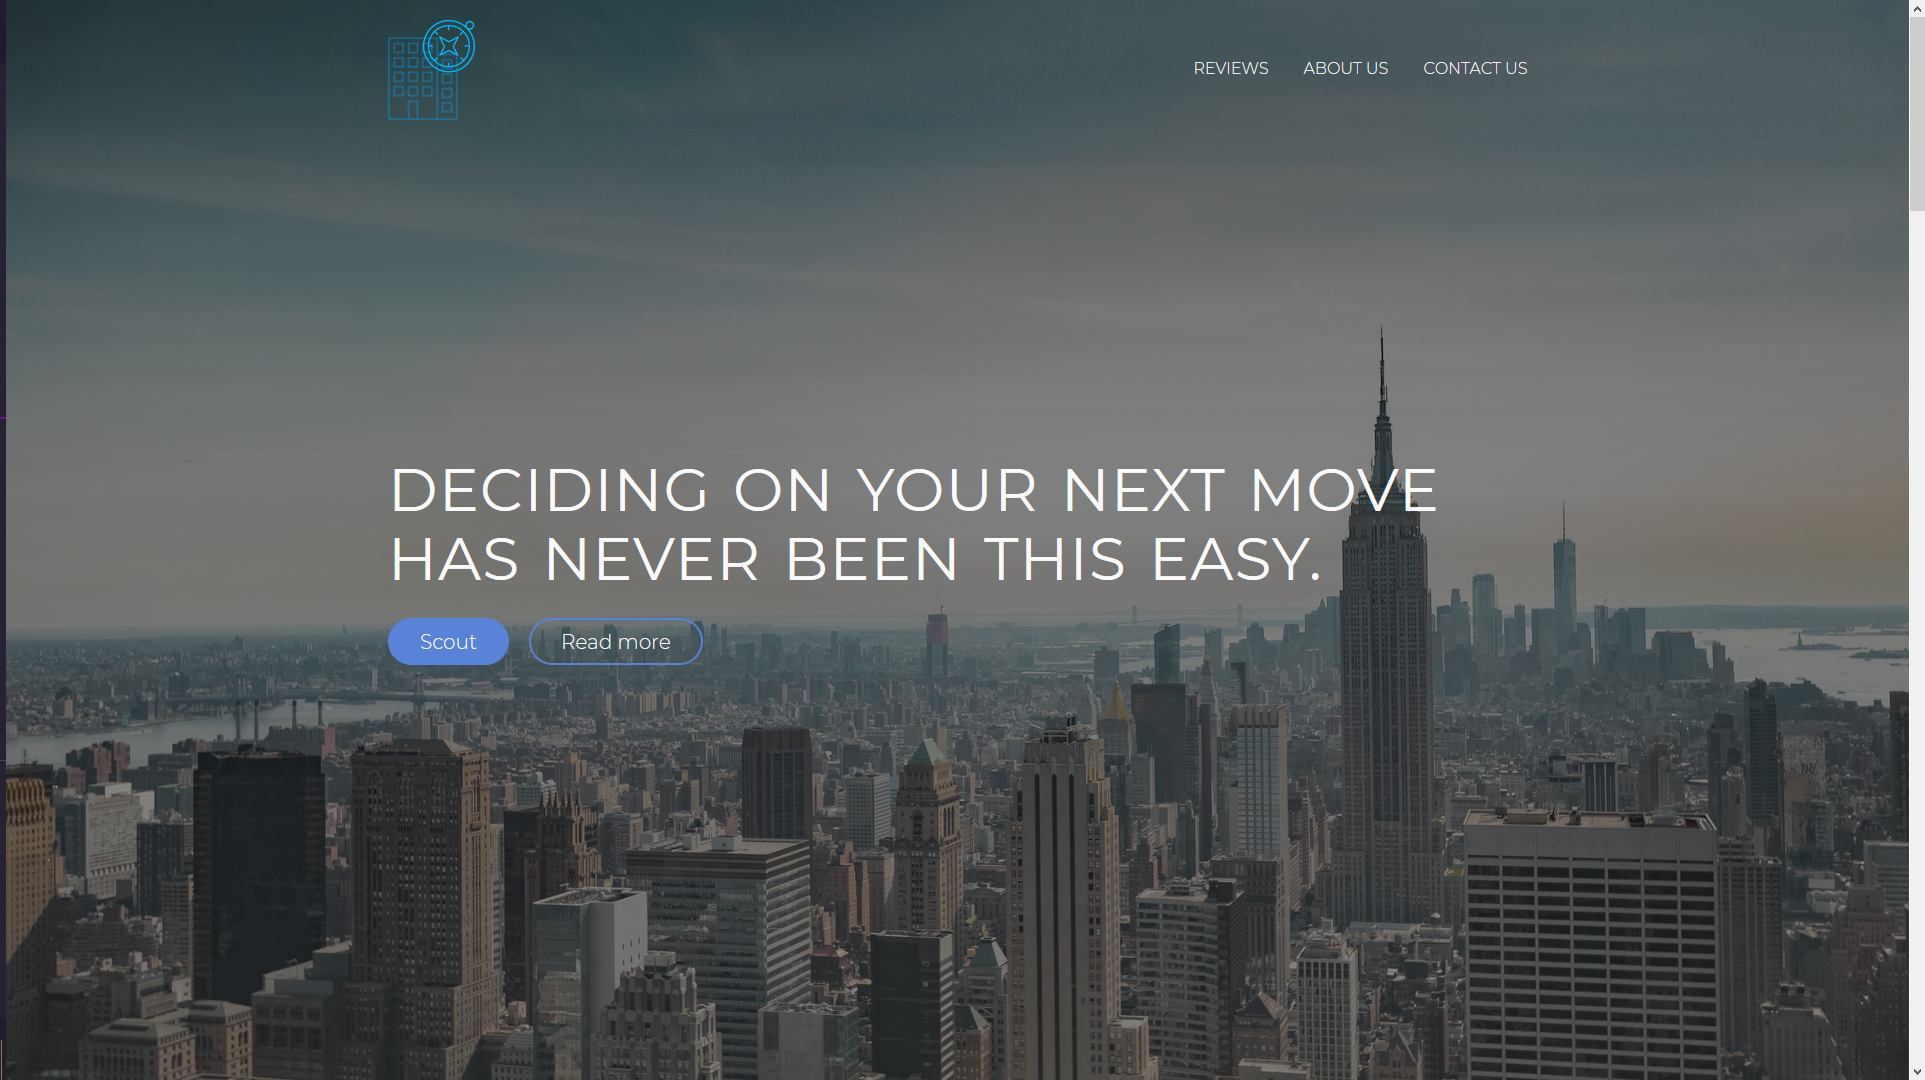 REVIEWS ABOUT US CONTACT US
DECIDING ON YOUR NEXT MOVE
HAS NEVER BEEN THIS EASY.
Scout Read more